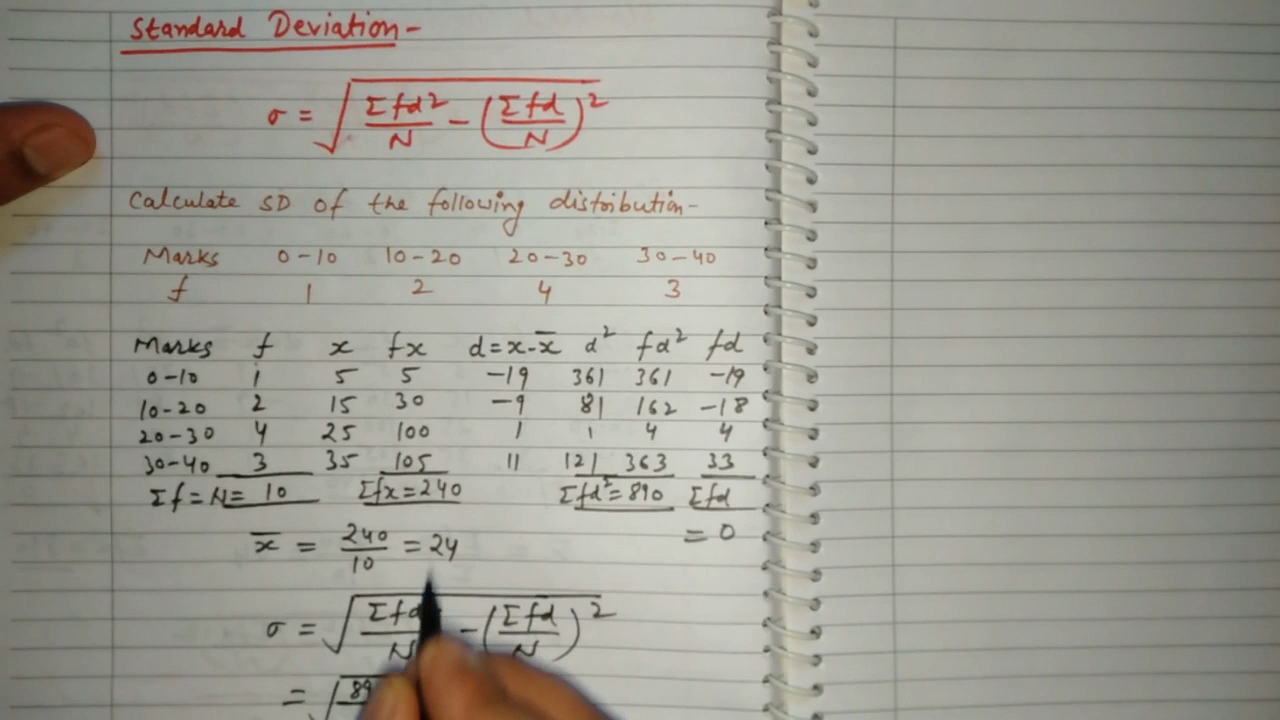 Standard Deviation-
σ = √(Σfd²/N - (Σfd/N)²)
Calculate SD of the following distribution-
Marks 0-10 10-20 20-30 30-40
f 1 2 4 3
Marks f x fx d=x-x̅ d² fd² fd
0-10 1 5 5 -19 361 361 -19
10-20 2 15 30 -9 81 162 -18
20-30 4 25 100 1 1 4 4
30-40 3 35 105 11 121 363 33
Σf=N= 10 Σfx=240 Σfd²=890 Σfd
= 0
x̅ = 240/10 = 24
σ = √(Σfd/N - (Σfd/N)²)
= √89